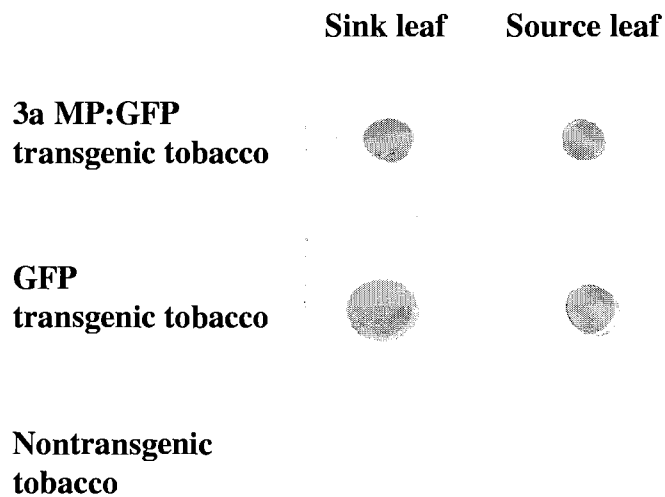 Sink leaf Source leaf
3a MP:GFP
transgenic tobacco
GFP
transgenic tobacco
Nontransgenic
tobacco